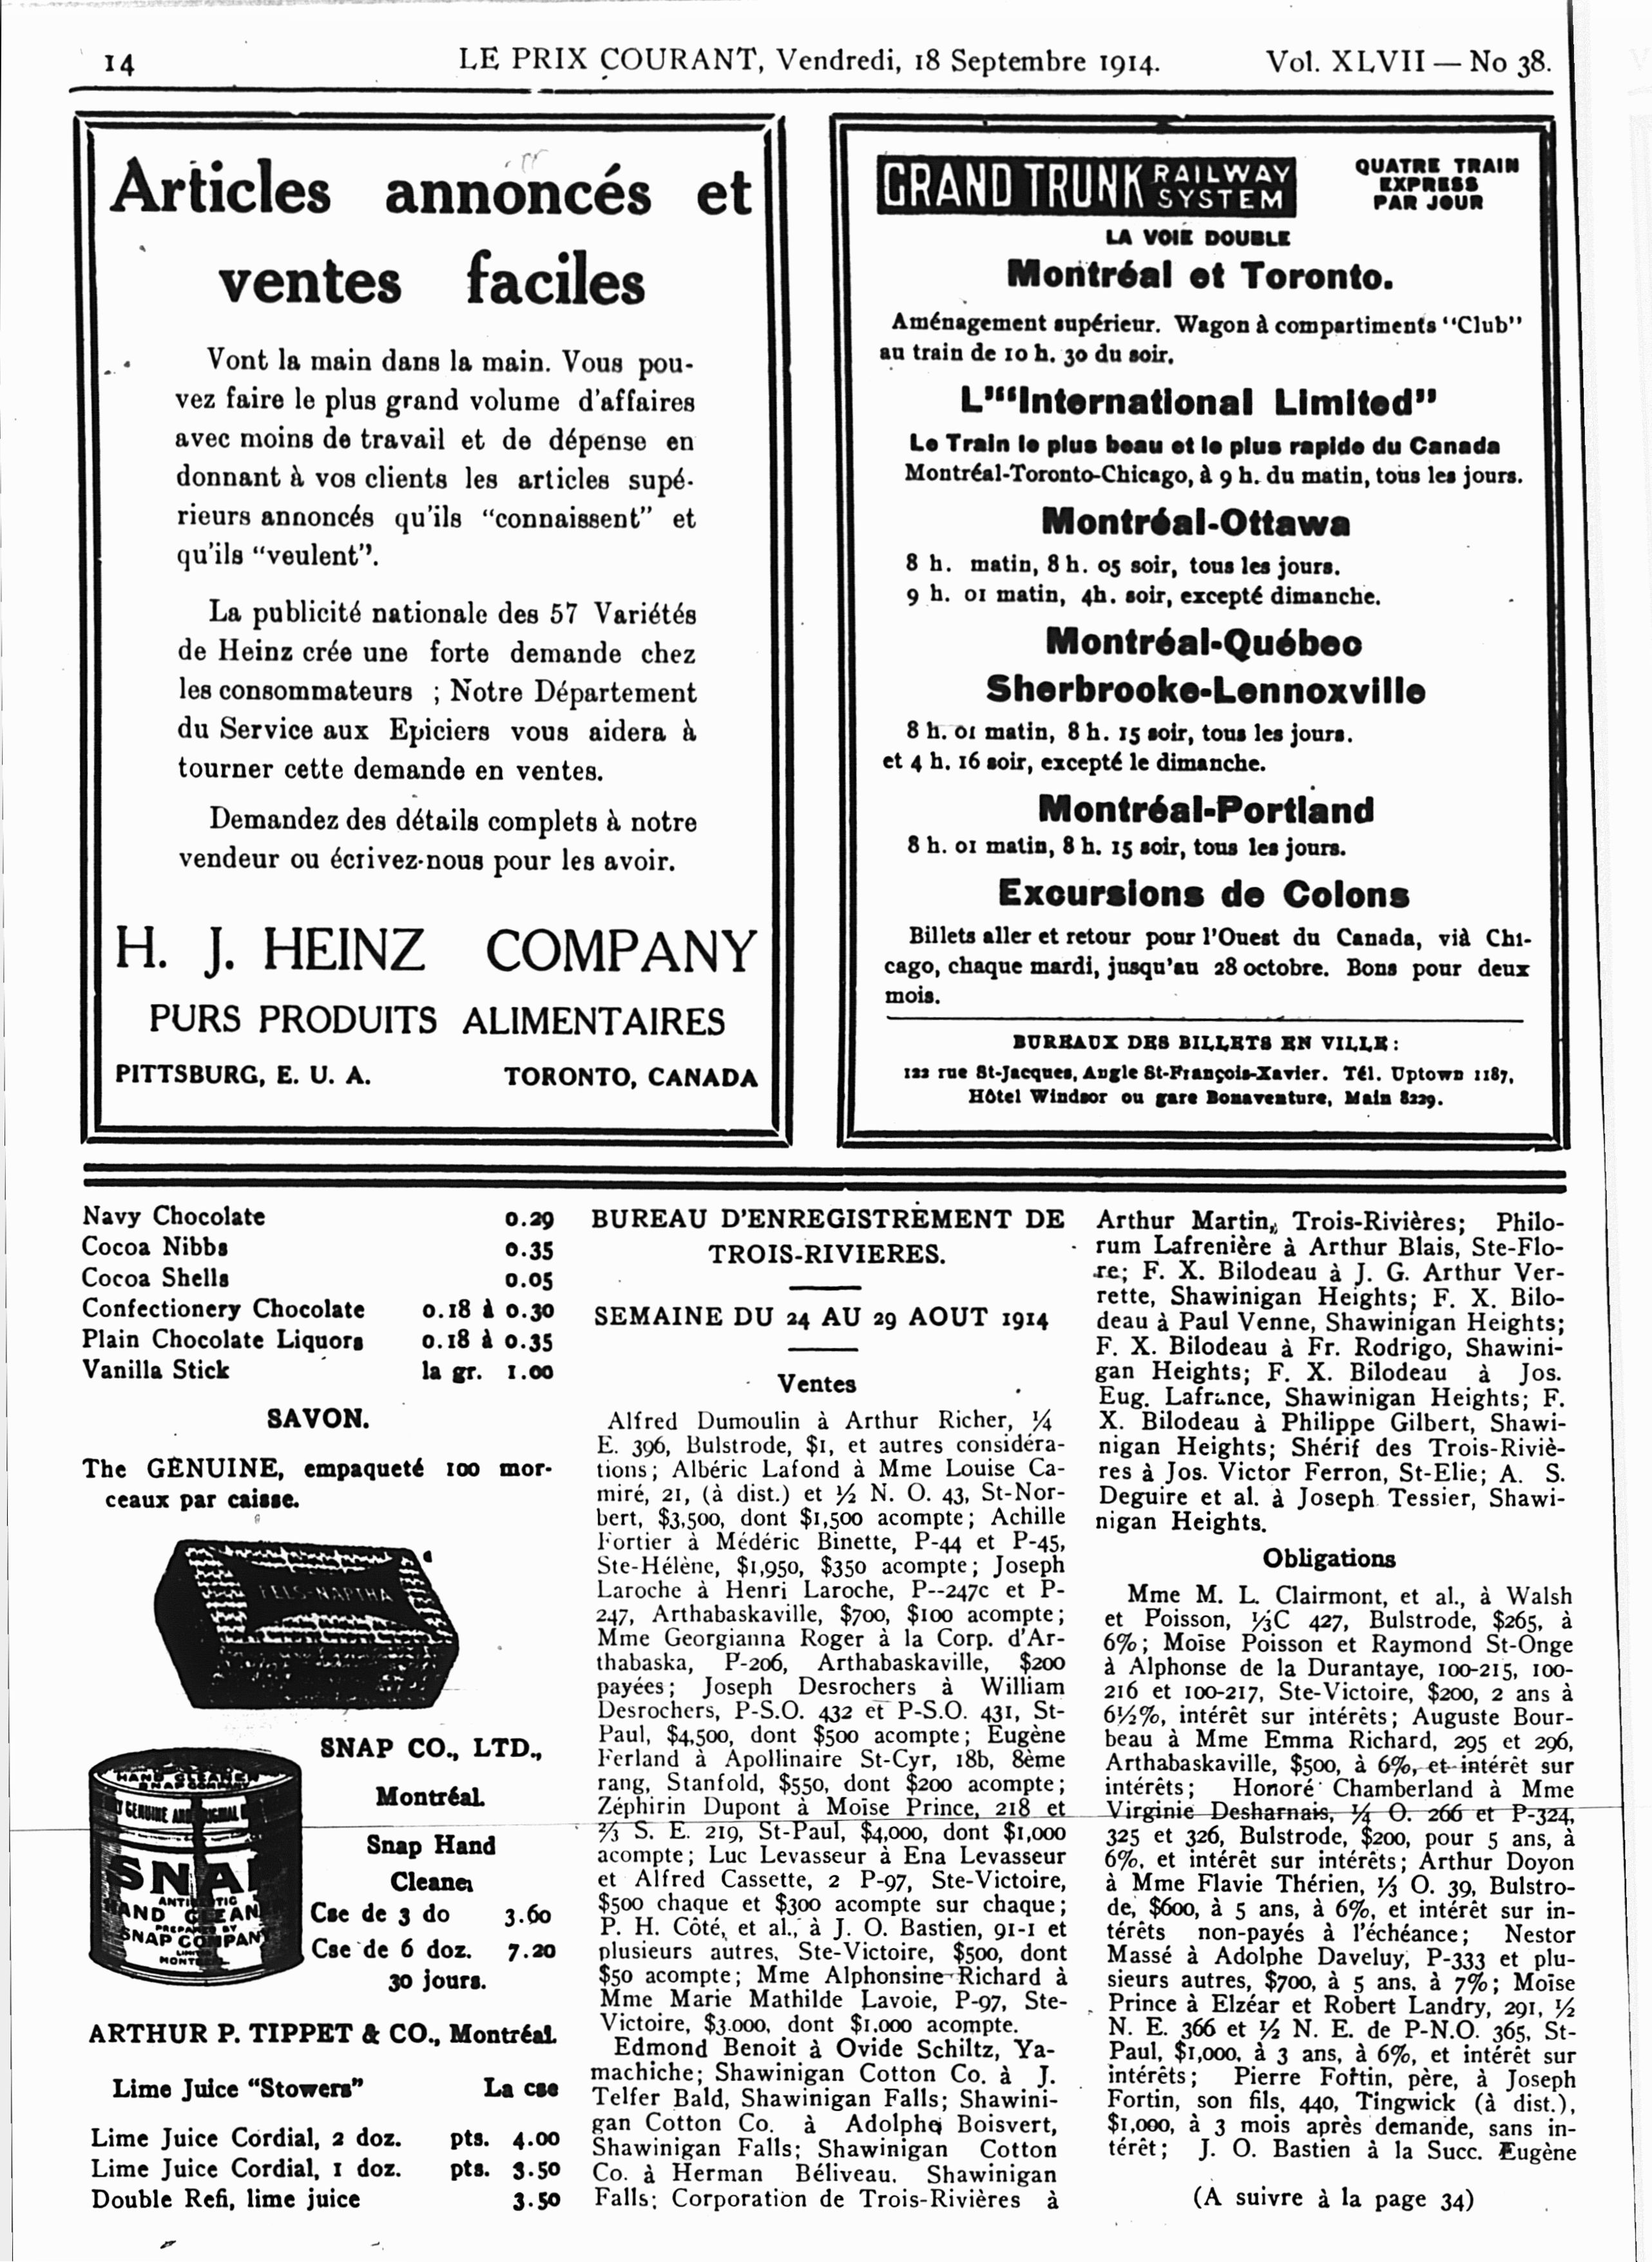 14
LE PRIX COURANT, Vendredi, 18 Septembre 1914.
Vol. XLVII — No 38.
Articles annoncés et
ventes faciles
Vont la main dans la main. Vous pou-
vez faire le plus grand volume d'affaires
avec moins de travail et de dépense en
donnant à vos clients les articles supé-
rieurs annoncés qu'ils "connaissent" et
qu'ils "veulent".
La publicité nationale des 57 Variétés
de Heinz crée une forte demande chez
les consommateurs ; Notre Département
du Service aux Epiciers vous aidera à
tourner cette demande en ventes.
Demandez des détails complets à notre
vendeur ou écrivez-nous pour les avoir.
H. J. HEINZ COMPANY
PURS PRODUITS ALIMENTAIRES
PITTSBURG, E. U. A. TORONTO, CANADA
GRAND TRUNK RAILWAY SYSTEM
QUATRE TRAIN
EXPRESS
PAR JOUR
LA VOIE DOUBLE
Montréal et Toronto.
Aménagement supérieur. Wagon à compartiments "Club"
au train de 10 h. 30 du soir.
L'"International Limited"
Le Train le plus beau et le plus rapide du Canada
Montréal-Toronto-Chicago, à 9 h. du matin, tous les jours.
Montréal-Ottawa
8 h. matin, 8 h. 05 soir, tous les jours.
9 h. 01 matin, 4h. soir, excepté dimanche.
Montréal-Québec
Sherbrooke-Lennoxville
8 h. 01 matin, 8 h. 15 soir, tous les jours.
et 4 h. 16 soir, excepté le dimanche.
Montréal-Portland
8 h. 01 matin, 8 h. 15 soir, tous les jours.
Excursions de Colons
Billets aller et retour pour l'Ouest du Canada, viâ Chi-
cago, chaque mardi, jusqu'au 28 octobre. Bons pour deux
mois.
BUREAUX DES BILLETS EN VILLE :
122 rue St-Jacques, Angle St-François-Xavier. Tél. Uptown 1187,
Hôtel Windsor ou gare Bonaventure, Main 8229.
Navy Chocolate 0.29
Cocoa Nibbs 0.35
Cocoa Shells 0.05
Confectionery Chocolate 0.18 à 0.30
Plain Chocolate Liquors 0.18 à 0.35
Vanilla Stick la gr. 1.00
SAVON.
The GENUINE, empaqueté 100 mor-
ceaux par caisse.
FELS-NAPTHA
SNAP CO., LTD.,
Montréal.
Snap Hand
Cleaner
Cse de 3 do 3.60
Cse de 6 doz. 7.20
30 jours.
HAND CLEANER
SNAP
ANTISEPTIC
HAND CLEANER
PREPARED BY
SNAP COMPANY
LIMITED
ARTHUR P. TIPPET & CO., Montréal.
Lime Juice "Stowers" La cse
Lime Juice Cordial, 2 doz. pts. 4.00
Lime Juice Cordial, 1 doz. pts. 3.50
Double Refi, lime juice 3.50
BUREAU D'ENREGISTREMENT DE
TROIS-RIVIERES.
SEMAINE DU 24 AU 29 AOUT 1914
Ventes
Alfred Dumoulin à Arthur Richer, ¼
E. 396, Bulstrode, $1, et autres considéra-
tions; Albéric Lafond à Mme Louise Ca-
miré, 21, (à dist.) et ½ N. O. 43, St-Nor-
bert, $3,500, dont $1,500 acompte; Achille
Fortier à Médéric Binette, P-44 et P-45,
Ste-Hélène, $1,950, $350 acompte; Joseph
Laroche à Henri Laroche, P--247c et P-
247, Arthabaskaville, $700, $100 acompte;
Mme Georgianna Roger à la Corp. d'Ar-
thabaska, P-206, Arthabaskaville, $200
payées; Joseph Desrochers à William
Desrochers, P-S.O. 432 et P-S.O. 431, St-
Paul, $4,500, dont $500 acompte; Eugène
Ferland à Apollinaire St-Cyr, 18b, 8ème
rang, Stanfold, $550, dont $200 acompte;
Zéphirin Dupont à Moïse Prince, 218 et
⅔ S. E. 219, St-Paul, $4,000, dont $1,000
acompte; Luc Levasseur à Ena Levasseur
et Alfred Cassette, 2 P-97, Ste-Victoire,
$500 chaque et $300 acompte sur chaque;
P. H. Côté, et al., à J. O. Bastien, 91-1 et
plusieurs autres, Ste-Victoire, $500, dont
$50 acompte; Mme Alphonsine Richard à
Mme Marie Mathilde Lavoie, P-97, Ste-
Victoire, $3.000, dont $1,000 acompte.
Edmond Benoit à Ovide Schiltz, Ya-
machiche; Shawinigan Cotton Co. à J.
Telfer Bald, Shawinigan Falls; Shawini-
gan Cotton Co. à Adolphe Boisvert,
Shawinigan Falls; Shawinigan Cotton
Co. à Herman Béliveau, Shawinigan
Falls; Corporation de Trois-Rivières à
Arthur Martin, Trois-Rivières; Philo-
rum Lafrenière à Arthur Blais, Ste-Flo-
re; F. X. Bilodeau à J. G. Arthur Ver-
rette, Shawinigan Heights; F. X. Bilo-
deau à Paul Venne, Shawinigan Heights;
F. X. Bilodeau à Fr. Rodrigo, Shawini-
gan Heights; F. X. Bilodeau à Jos.
Eug. Lafrance, Shawinigan Heights; F.
X. Bilodeau à Philippe Gilbert, Shawi-
nigan Heights; Shérif des Trois-Riviè-
res à Jos. Victor Ferron, St-Elie; A. S.
Deguire et al. à Joseph Tessier, Shawi-
nigan Heights.
Obligations
Mme M. L. Clairmont, et al., à Walsh
et Poisson, ⅓C 427, Bulstrode, $265, à
6%; Moïse Poisson et Raymond St-Onge
à Alphonse de la Durantaye, 100-215, 100-
216 et 100-217, Ste-Victoire, $200, 2 ans à
6½%, intérêt sur intérêts; Auguste Bour-
beau à Mme Emma Richard, 295 et 296,
Arthabaskaville, $500, à 6%, et intérêt sur
intérêts; Honoré Chamberland à Mme
Virginie Desharnais, ¼ O. 266 et P-324,
325 et 326, Bulstrode, $200, pour 5 ans, à
6%, et intérêt sur intérêts; Arthur Doyon
à Mme Flavie Thérien, ⅓ O. 39, Bulstro-
de, $600, à 5 ans, à 6%, et intérêt sur in-
térêts non-payés à l'échéance; Nestor
Massé à Adolphe Daveluy, P-333 et plu-
sieurs autres, $700, à 5 ans, à 7%; Moïse
Prince à Elzéar et Robert Landry, 291, ½
N. E. 366 et ½ N. E. de P-N.O. 365, St-
Paul, $1,000, à 3 ans, à 6%, et intérêt sur
intérêts; Pierre Fortin, père, à Joseph
Fortin, son fils, 440, Tingwick (à dist.),
$1,000, à 3 mois après demande, sans in-
térêt; J. O. Bastien à la Succ. Eugène
(A suivre à la page 34)